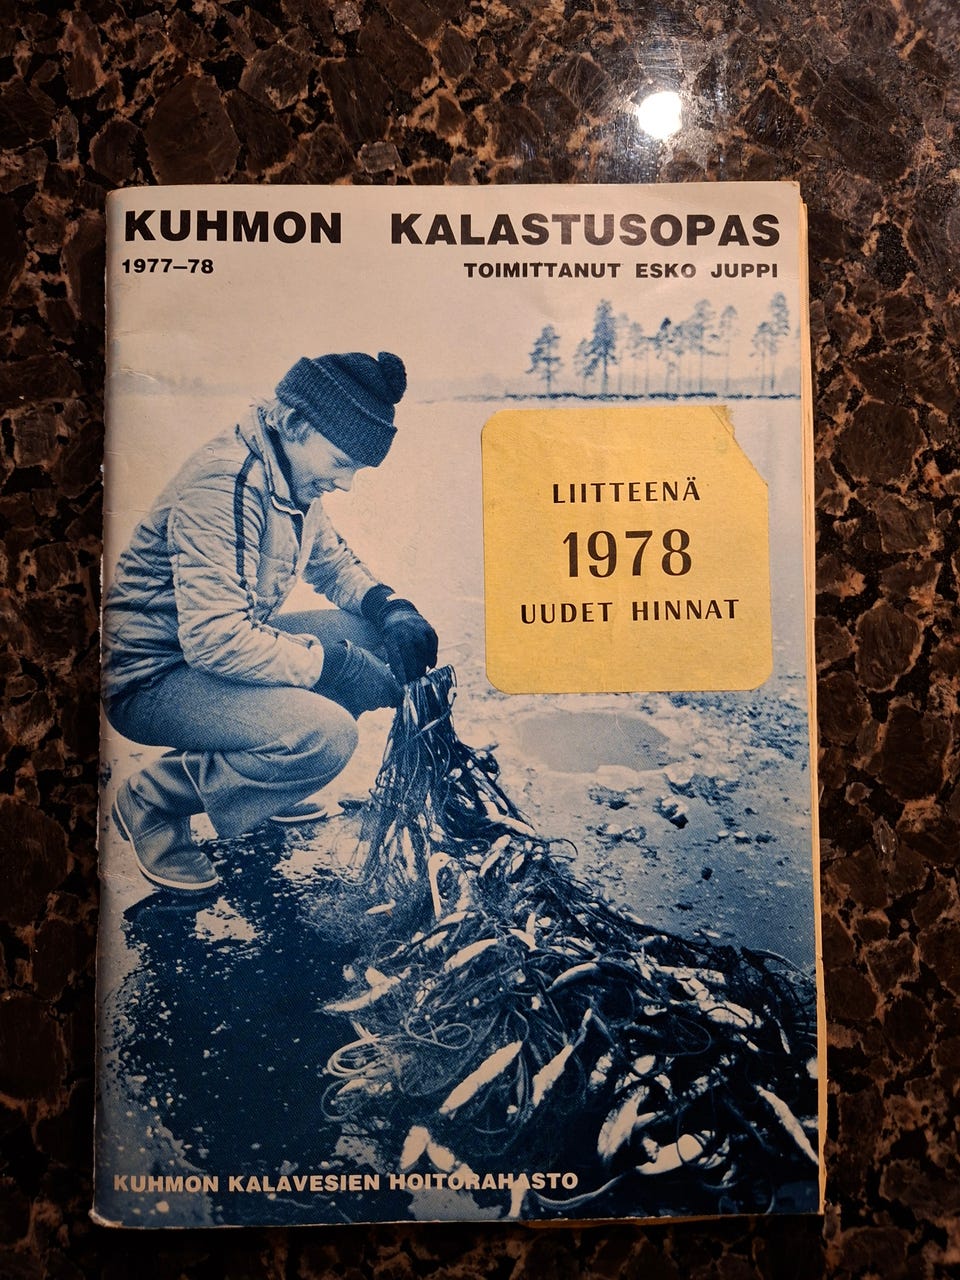 KUHMON KALASTUSOPAS
1977–78
TOIMITTANUT ESKO JUPPI
LIITTEENÄ
1978
UUDET HINNAT
KUHMON KALAVESIEN HOITORAHASTO